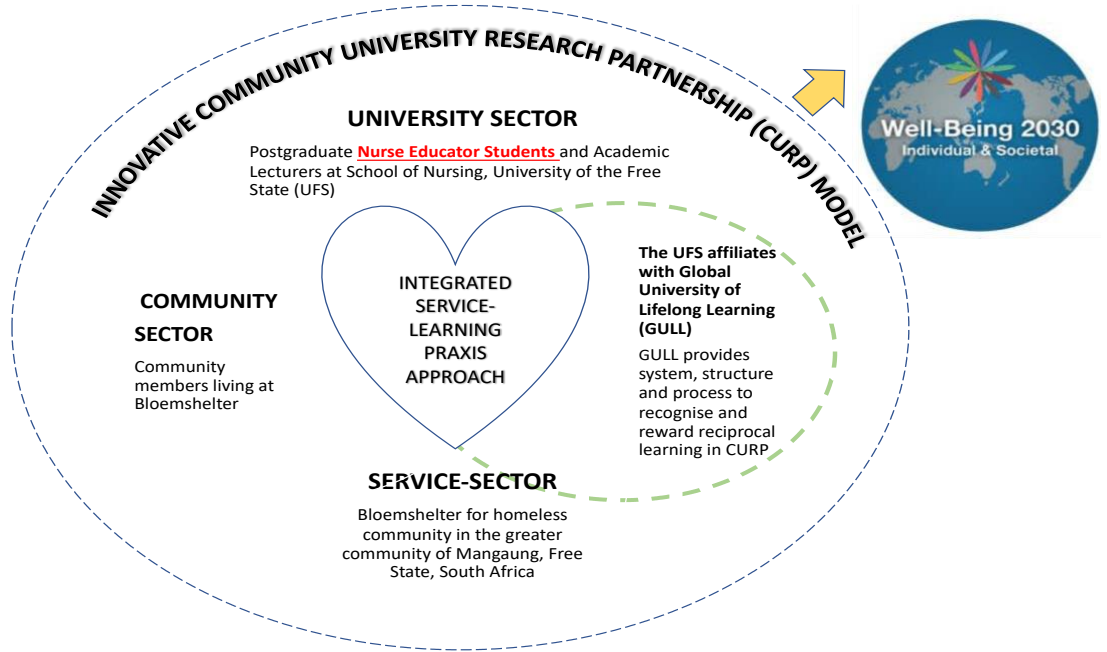 INNOVATIVE COMMUNITY UNIVERSITY RESEARCH PARTNERSHIP (CURP) MODEL
Well-Being 2030
Individual & Societal
UNIVERSITY SECTOR
Postgraduate Nurse Educator Students and Academic
Lecturers at School of Nursing, University of the Free
State (UFS)
COMMUNITY
SECTOR
Community
members living at
Bloemshelter
INTEGRATED
SERVICE-
LEARNING
PRAXIS
APPROACH
The UFS affiliates
with Global
University of
Lifelong Learning
(GULL)
GULL provides
system, structure
and process to
recognise and
reward reciprocal
learning in CURP
SERVICE-SECTOR
Bloemshelter for homeless
community in the greater
community of Mangaung, Free
State, South Africa